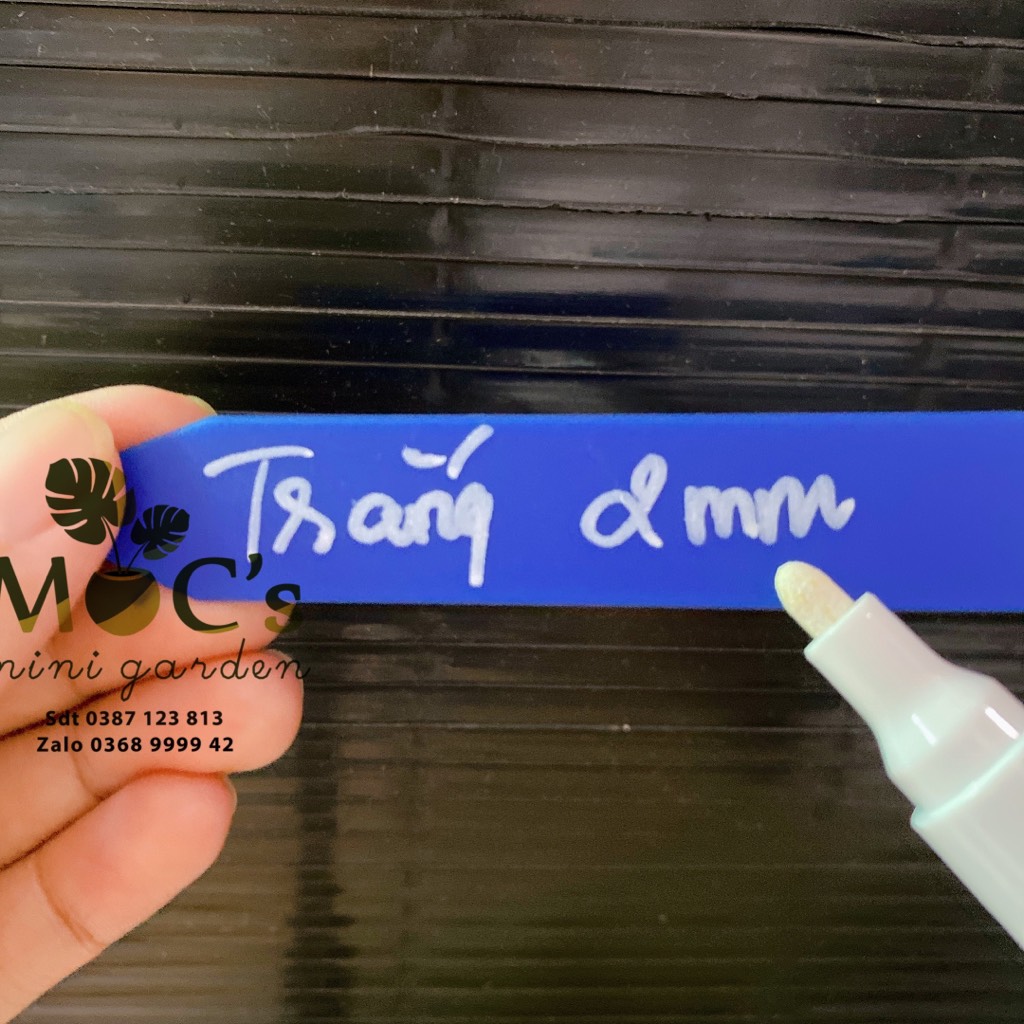 Trắng 2mm
MOC's
mini garden
Sdt 0387 123 813
Zalo 0368 9999 42